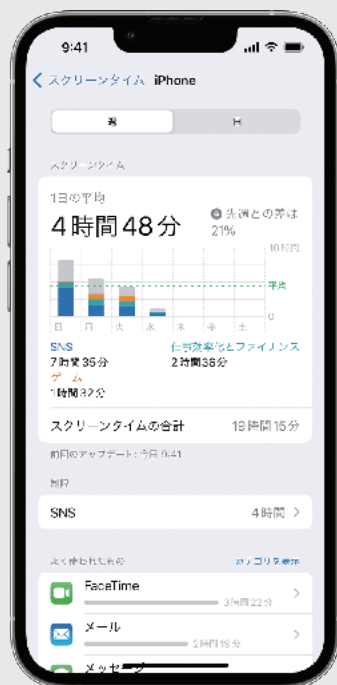 9:41
スクリーンタイム iPhone
週 日
スクリーンタイム
1日の平均
4時間48分
先週との差は
21%
10時間
平均
0
日 月 火 水 木 金 土
SNS 仕事効率化とファイナンス
7時間35分 2時間36分
ゲーム
1時間32分
スクリーンタイムの合計 19時間15分
前回のアップデート: 今日 9:41
制限
SNS 4時間
よく使われたもの カテゴリを表示
FaceTime
3時間22分
メール
2時間19分
メッセージ